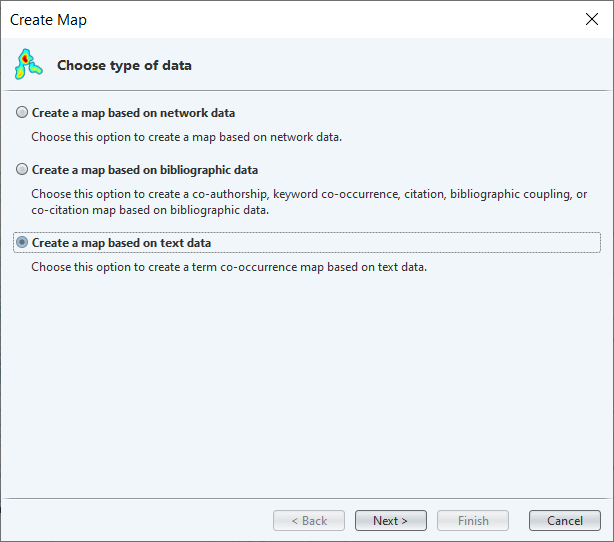 Create Map
Choose type of data
Create a map based on network data
Choose this option to create a map based on network data.
Create a map based on bibliographic data
Choose this option to create a co-authorship, keyword co-occurrence, citation, bibliographic coupling, or
co-citation map based on bibliographic data.
Create a map based on text data
Choose this option to create a term co-occurrence map based on text data.
< Back Next > Finish Cancel